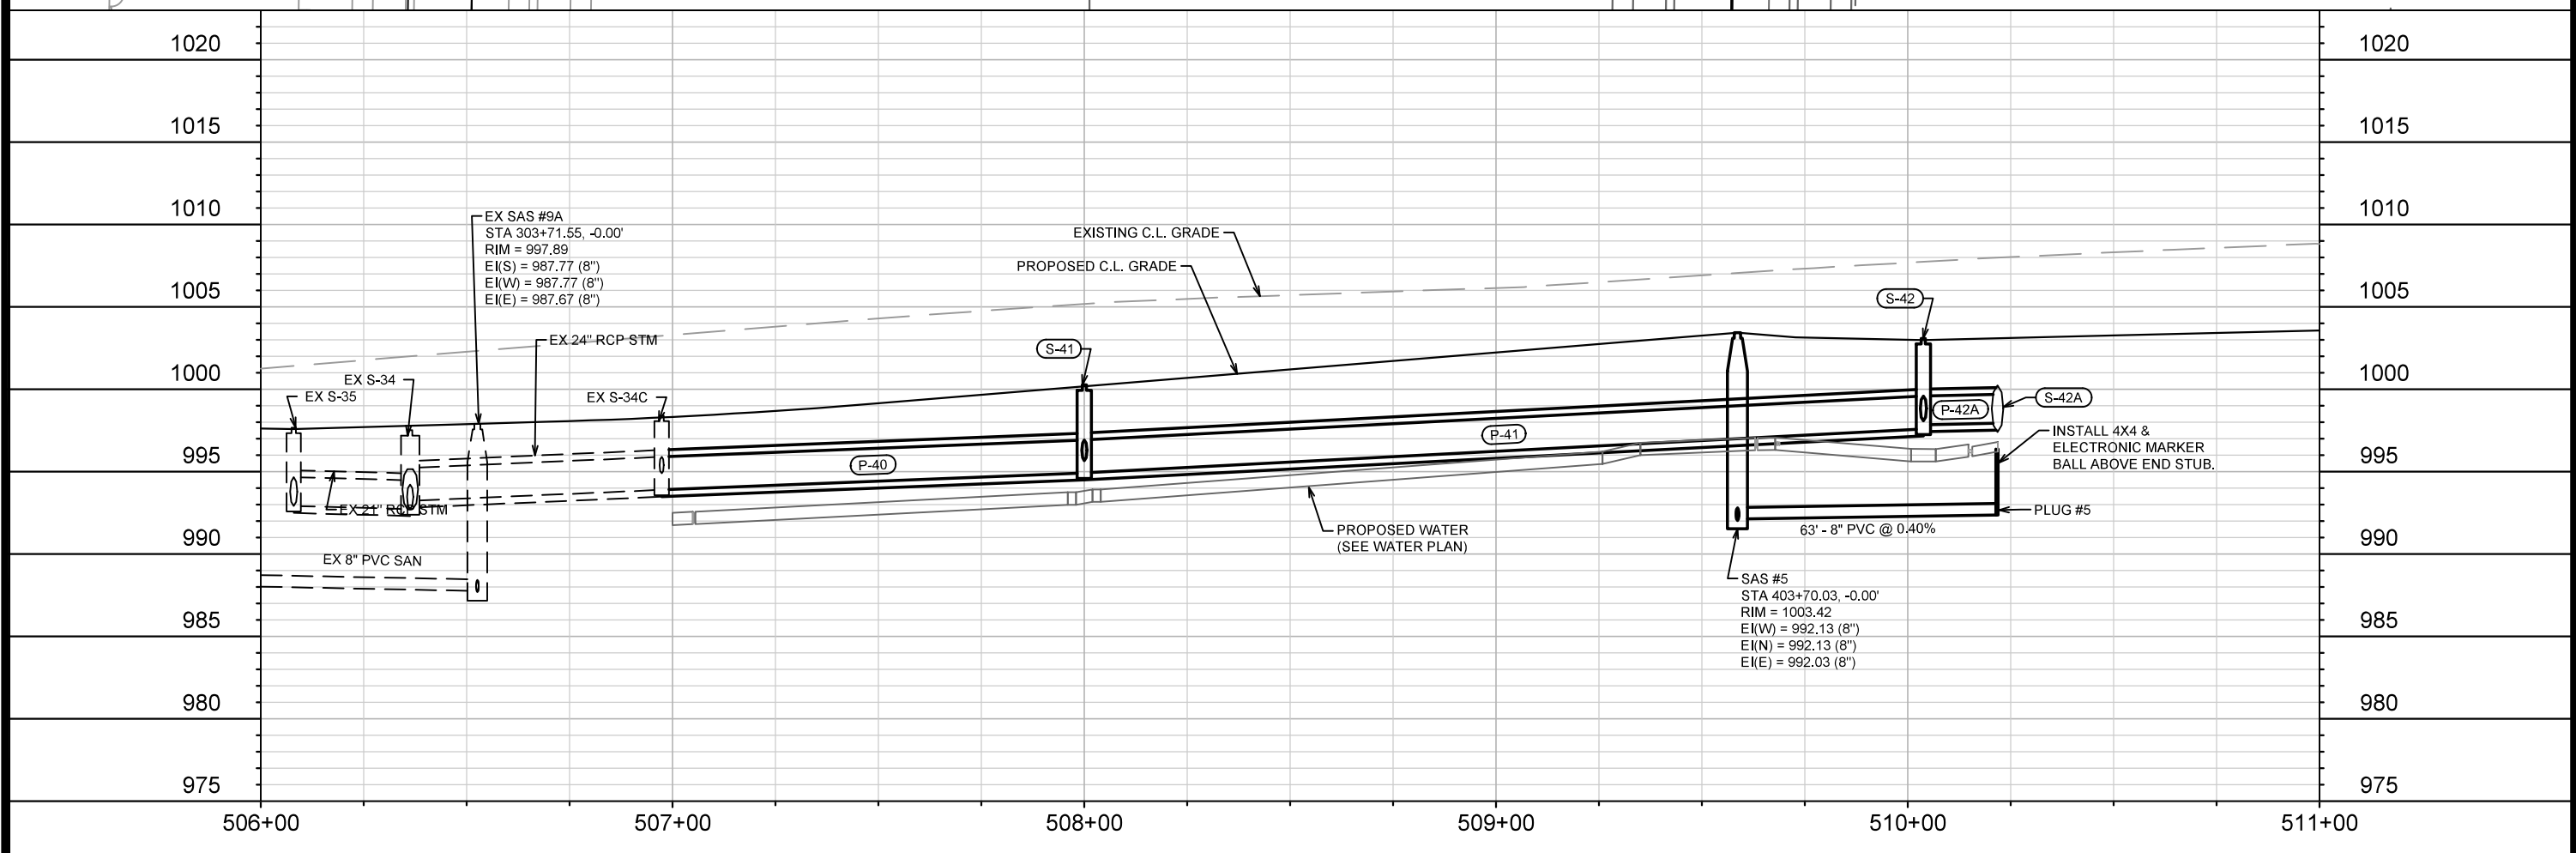 1020
1020
1015
1015
1010
1010
EX SAS #9A
STA 303+71.55, -0.00'
RIM = 997.89
EI(S) = 987.77 (8")
EI(W) = 987.77 (8")
EI(E) = 987.67 (8")
EXISTING C.L. GRADE
PROPOSED C.L. GRADE
1005
1005
S-42
EX 24" RCP STM
S-41
1000
1000
EX S-34
EX S-35
EX S-34C
S-42A
P-42A
P-41
INSTALL 4X4 &
ELECTRONIC MARKER
BALL ABOVE END STUB.
995
995
P-40
EX 21" RCP STM
PLUG #5
PROPOSED WATER
(SEE WATER PLAN)
63' - 8" PVC @ 0.40%
990
990
EX 8" PVC SAN
SAS #5
STA 403+70.03, -0.00'
RIM = 1003.42
EI(W) = 992.13 (8")
EI(N) = 992.13 (8")
EI(E) = 992.03 (8")
985
985
980
980
975
975
506+00
507+00
508+00
509+00
510+00
511+00